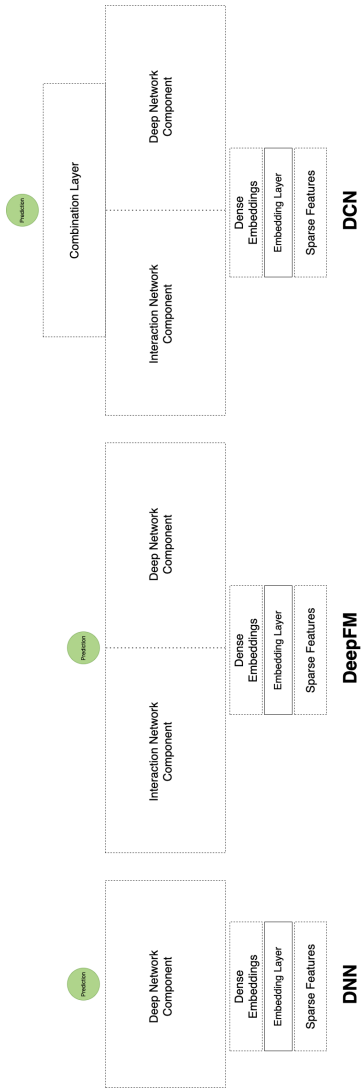 Prediction
Deep Network
Component
Dense
Embeddings
Embedding Layer
Sparse Features
DNN
Prediction
Interaction Network
Component
Deep Network
Component
Dense
Embeddings
Embedding Layer
Sparse Features
DeepFM
Prediction
Combination Layer
Interaction Network
Component
Deep Network
Component
Dense
Embeddings
Embedding Layer
Sparse Features
DCN